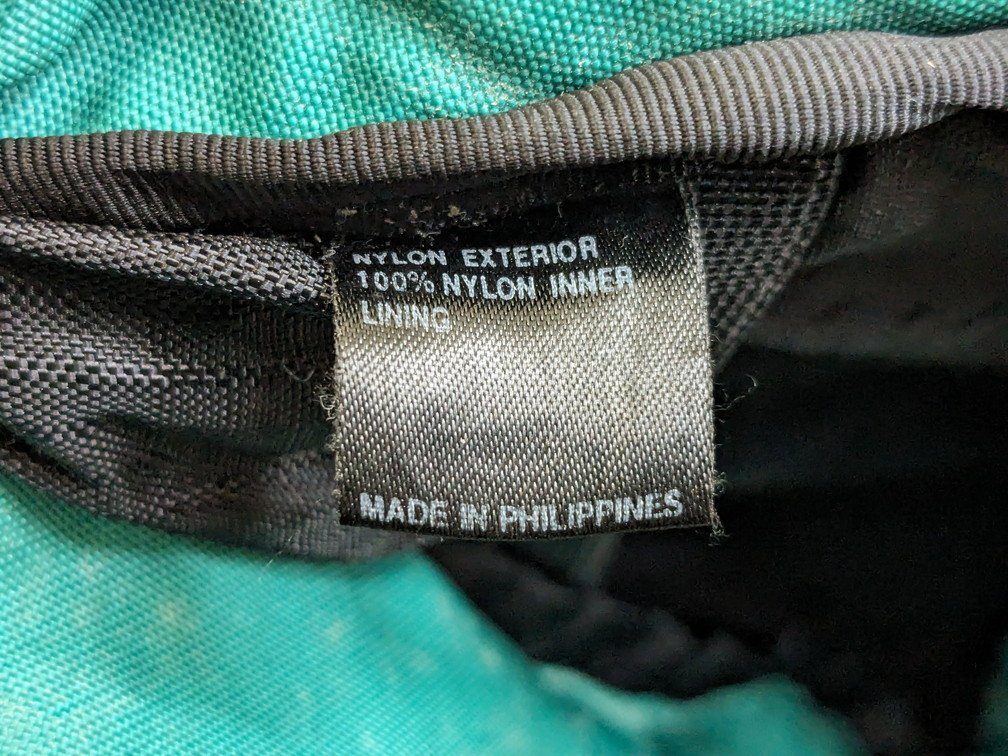 NYLON EXTERIOR
100% NYLON INNER
LINING
MADE IN PHILIPPINES